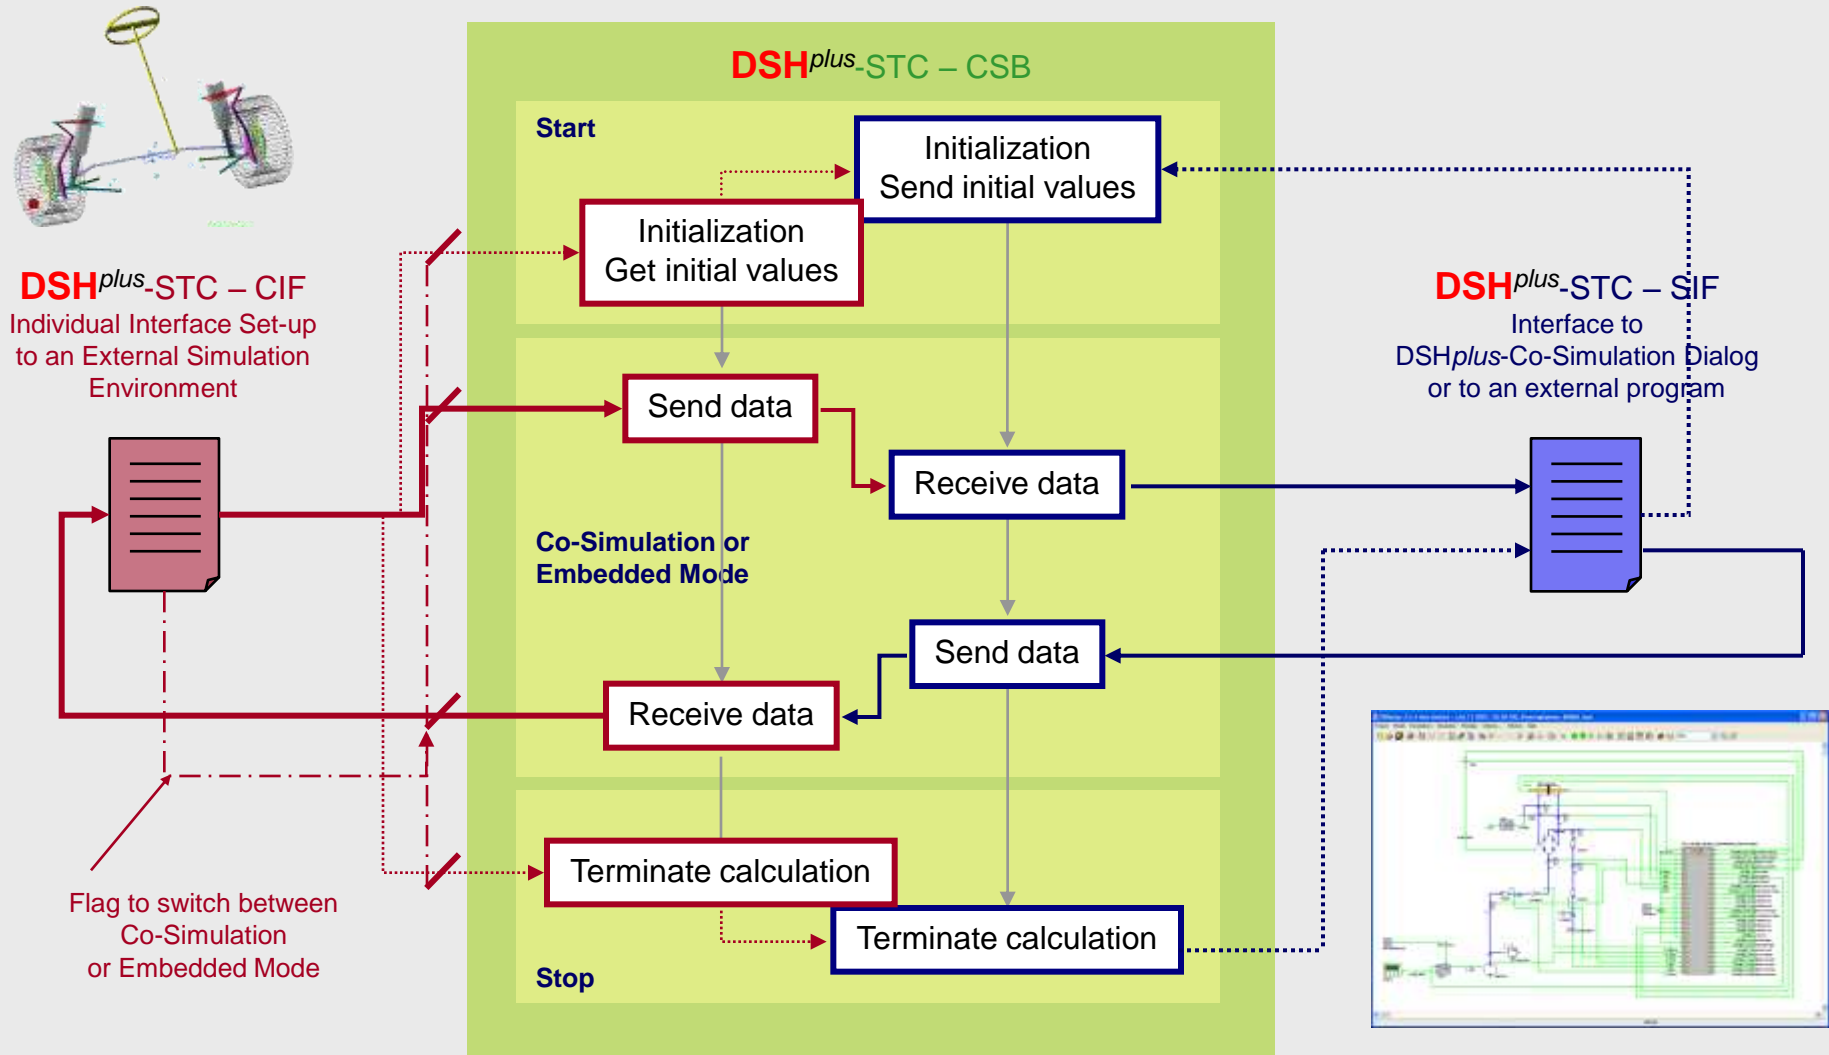 DSHplus-STC – CSB
Start
Initialization
Send initial values
Initialization
Get initial values
DSHplus-STC – CIF
Individual Interface Set-up
to an External Simulation
Environment
DSHplus-STC – SIF
Interface to
DSHplus-Co-Simulation Dialog
or to an external program
Send data
Receive data
Co-Simulation or
Embedded Mode
Send data
Receive data
Terminate calculation
Terminate calculation
Flag to switch between
Co-Simulation
or Embedded Mode
Stop